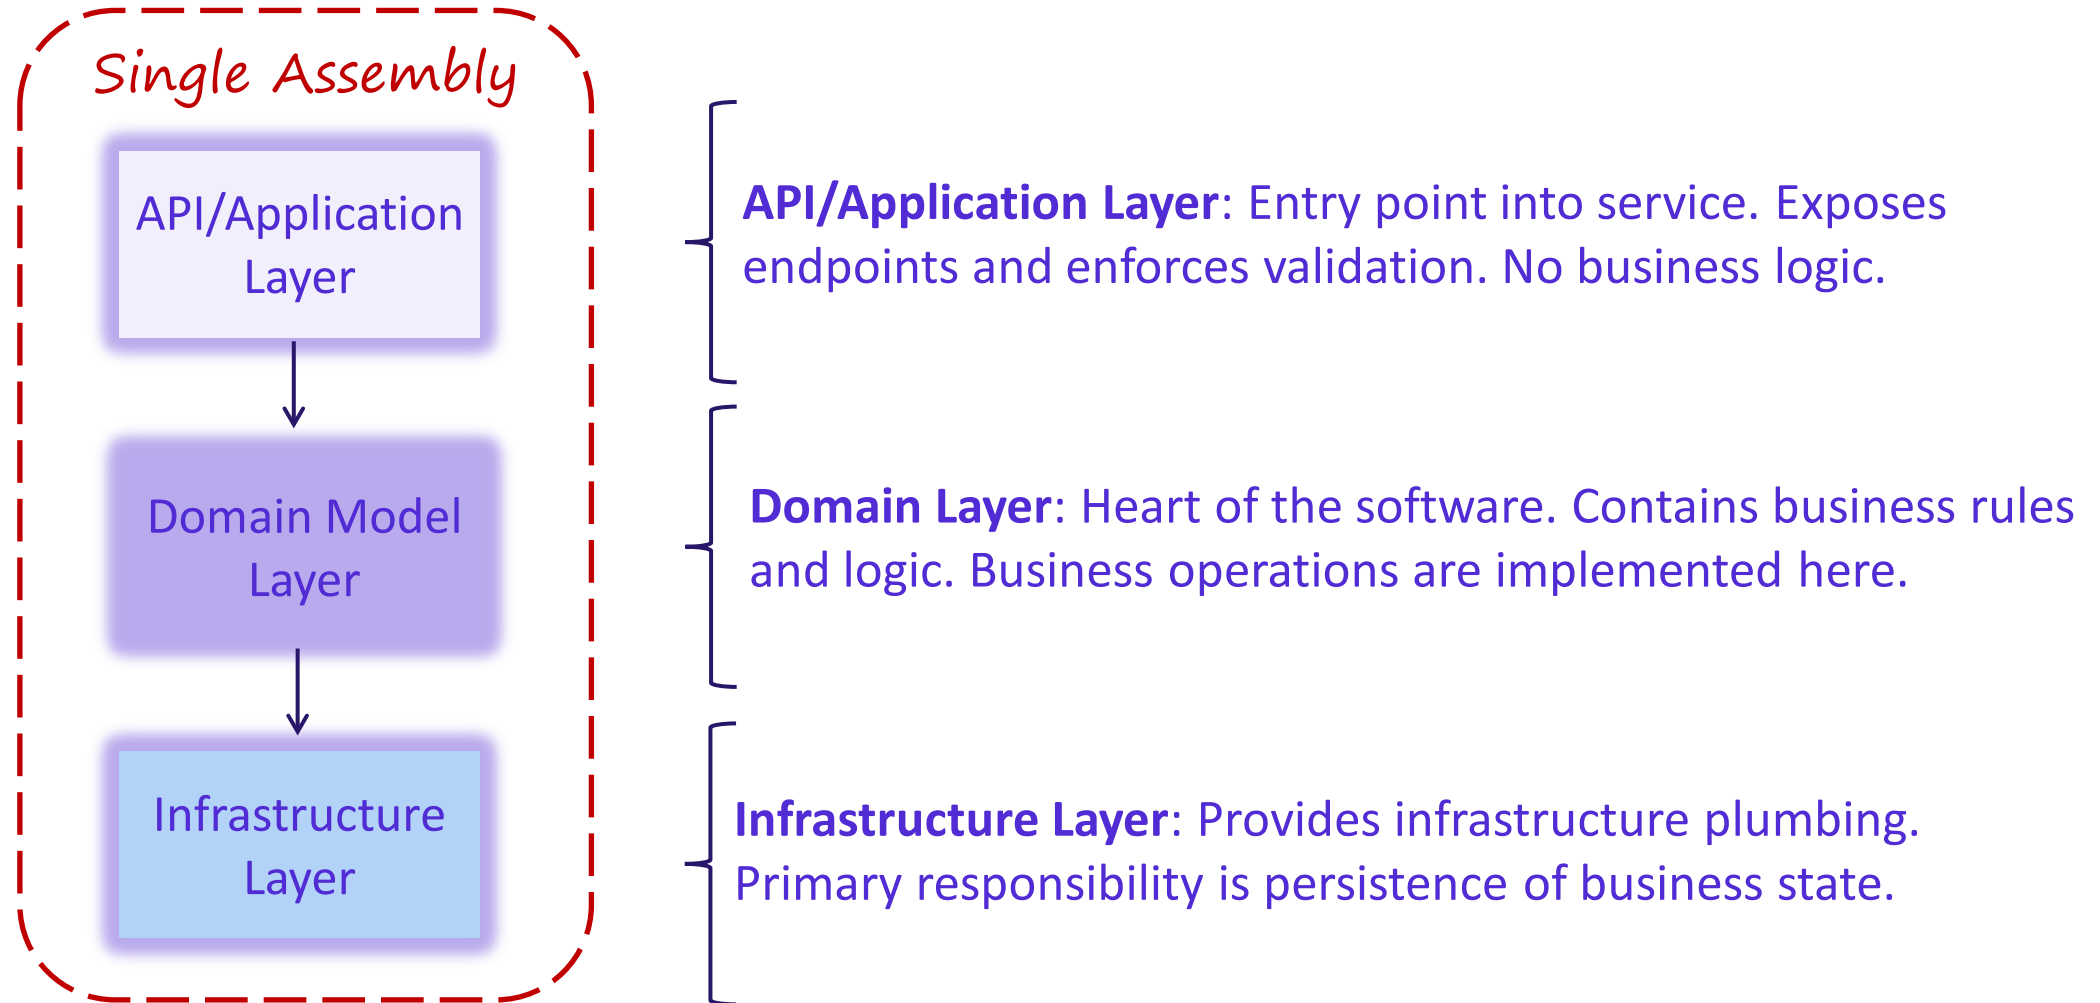 Single Assembly
API/Application
Layer
API/Application Layer: Entry point into service. Exposes
endpoints and enforces validation. No business logic.
Domain Model
Layer
Domain Layer: Heart of the software. Contains business rules
and logic. Business operations are implemented here.
Infrastructure
Layer
Infrastructure Layer: Provides infrastructure plumbing.
Primary responsibility is persistence of business state.